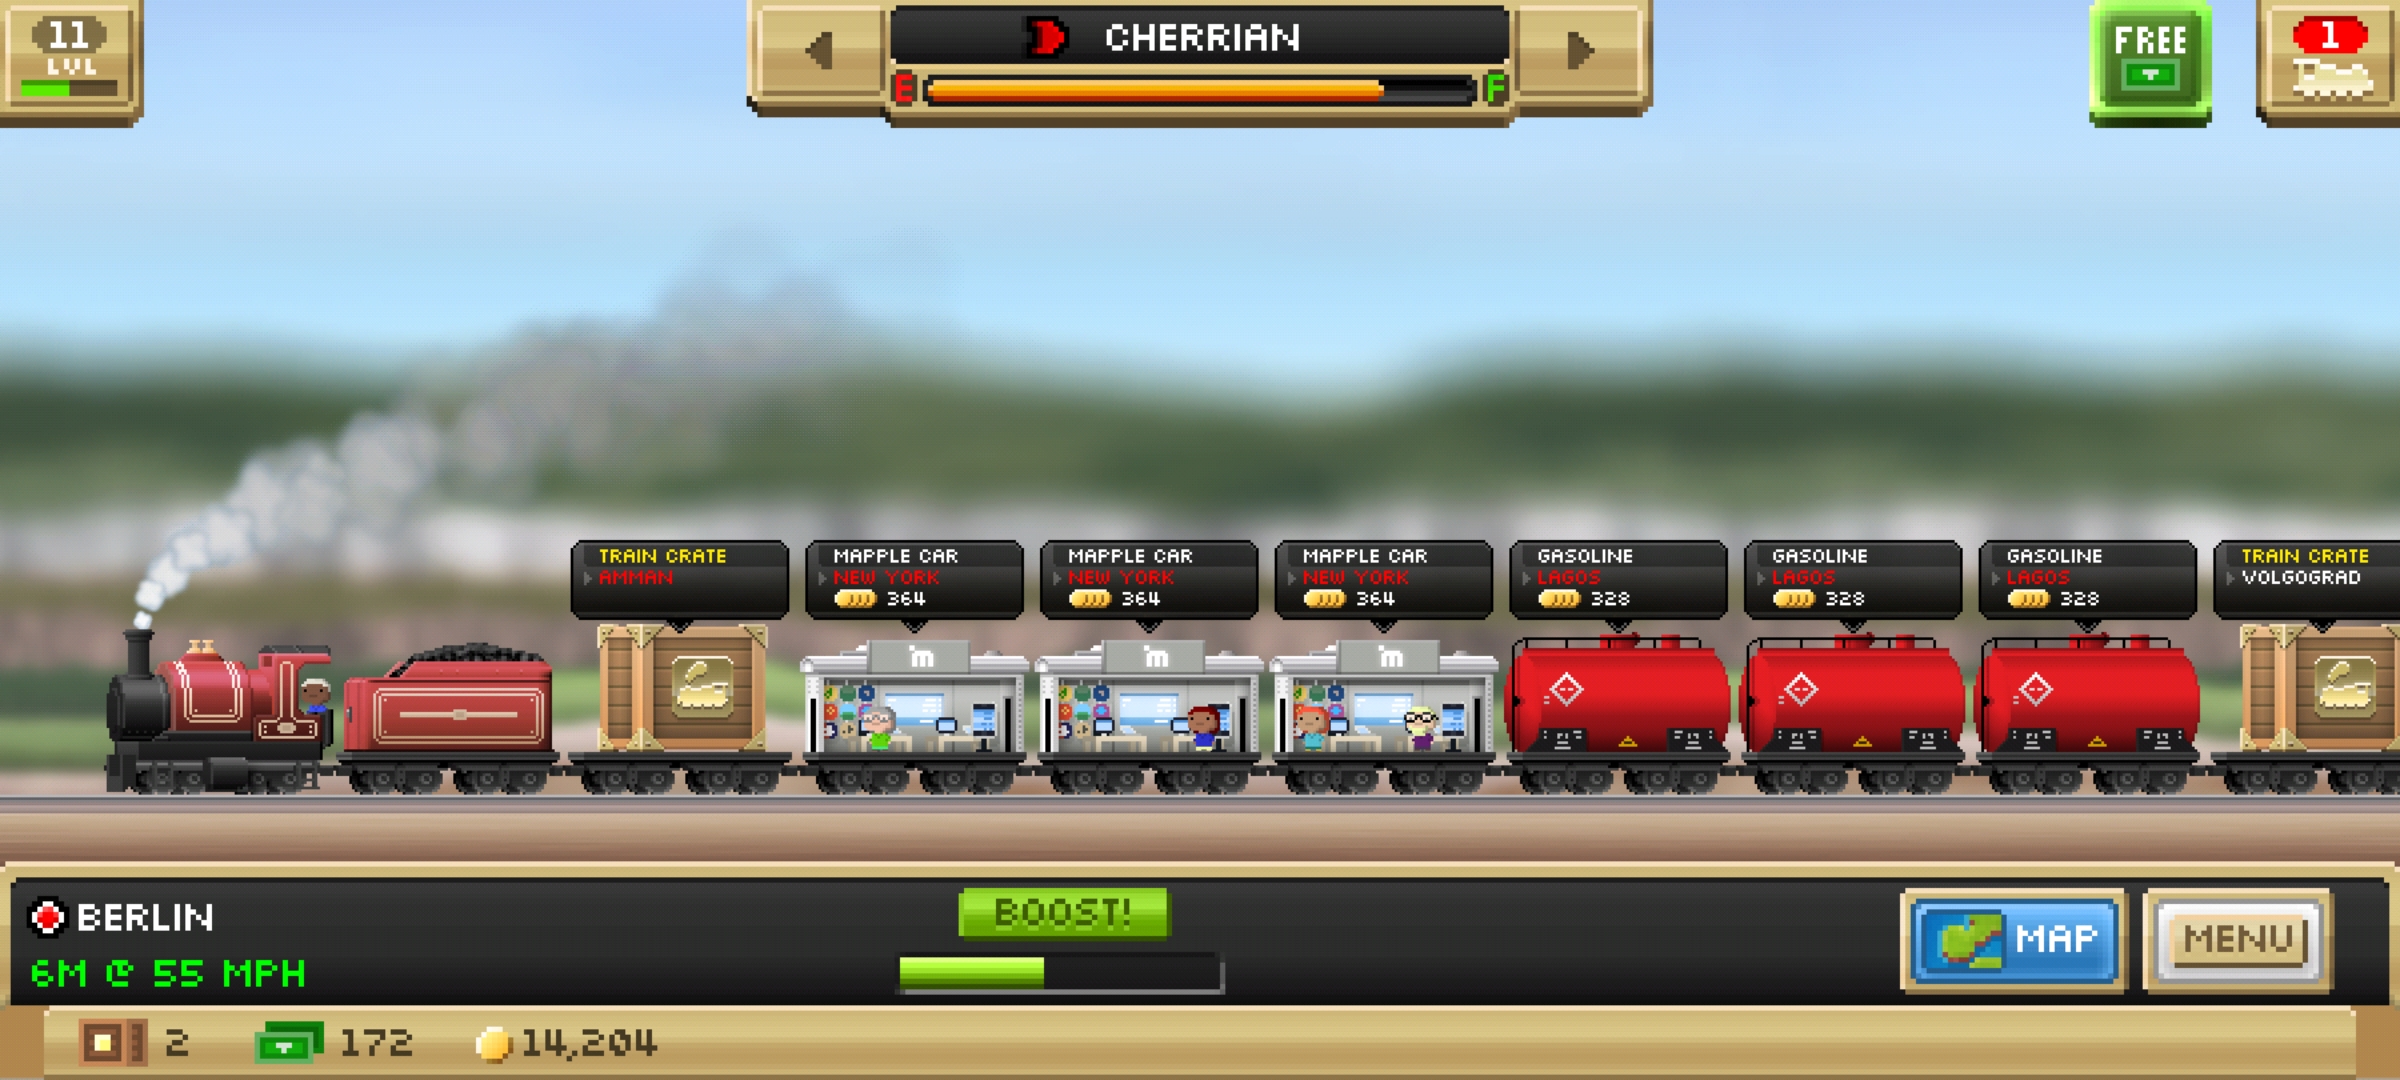 11
LVL
CHERRIAN
E F
FREE
1
TRAIN CRATE
AMMAN
MAPPLE CAR
NEW YORK
364
MAPPLE CAR
NEW YORK
364
MAPPLE CAR
NEW YORK
364
GASOLINE
LAGOS
328
GASOLINE
LAGOS
328
GASOLINE
LAGOS
328
TRAIN CRATE
VOLGOGRAD
m
m
m
BERLIN
6M @ 55 MPH
BOOST!
MAP
MENU
2
172
14,204